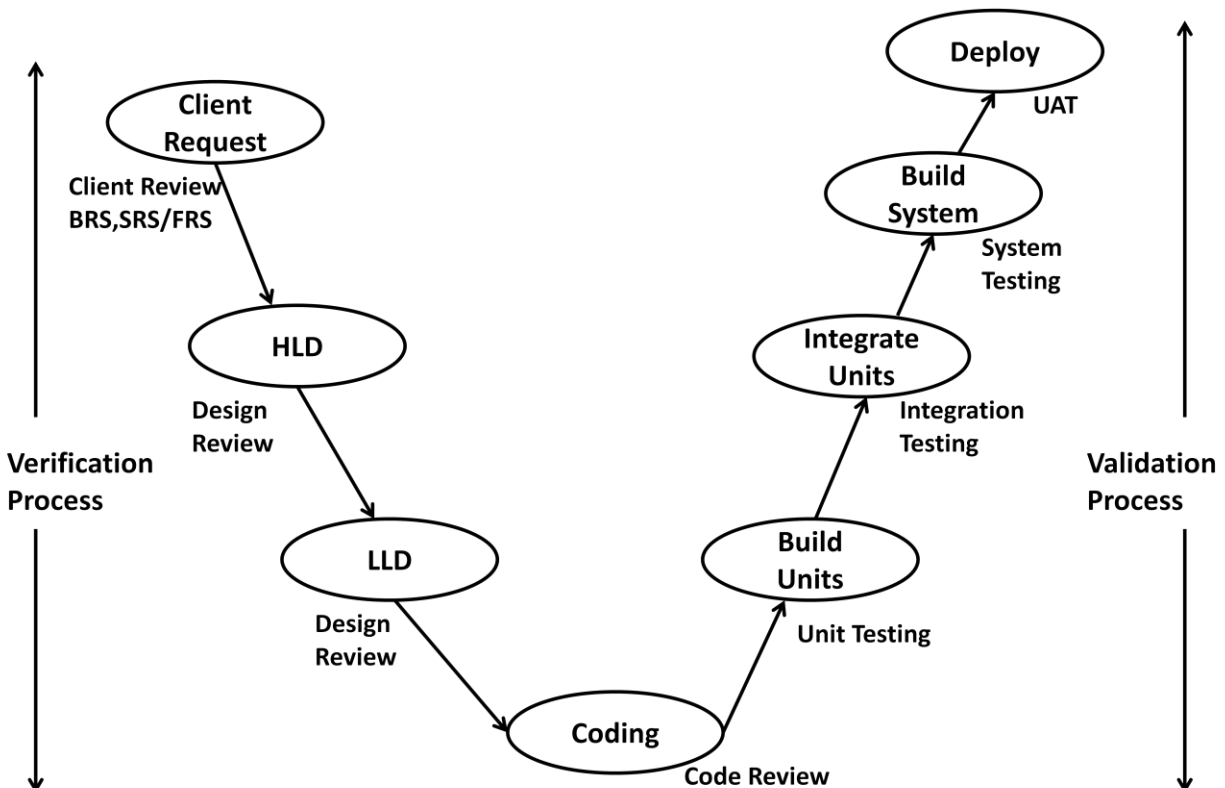 Deploy
UAT
Client
Request
Client Review
BRS,SRS/FRS
Build
System
System
Testing
HLD
Design
Review
Integrate
Units
Integration
Testing
Verification
Process
Validation
Process
LLD
Design
Review
Build
Units
Unit Testing
Coding
Code Review